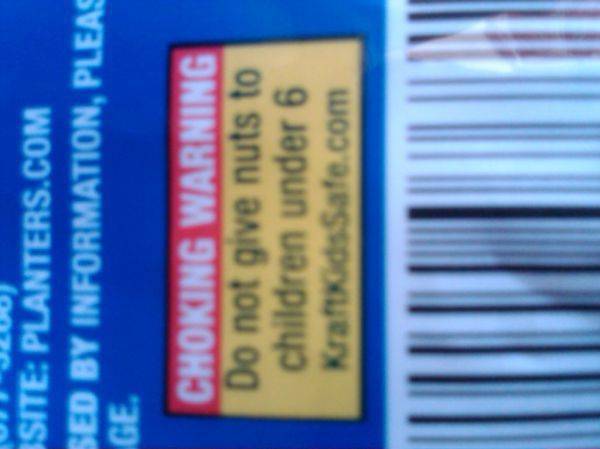 SITE: PLANTERS.COM
SED BY INFORMATION, PLEAS
GE.
CHOKING WARNING
Do not give nuts to
children under 6
KraftKidsSafe.com